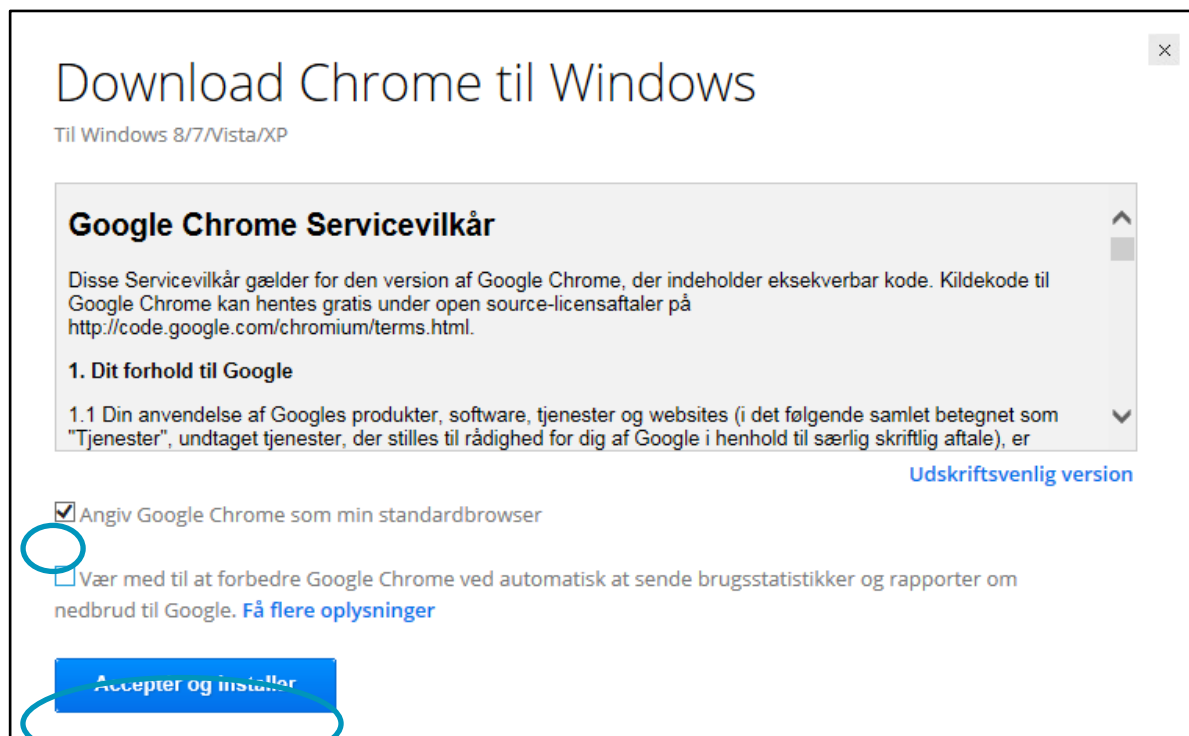 Download Chrome til Windows
Til Windows 8/7/Vista/XP
Google Chrome Servicevilkår
Disse Servicevilkår gælder for den version af Google Chrome, der indeholder eksekverbar kode. Kildekode til
Google Chrome kan hentes gratis under open source-licensaftaler på
http://code.google.com/chromium/terms.html.
1. Dit forhold til Google
1.1 Din anvendelse af Googles produkter, software, tjenester og websites (i det følgende samlet betegnet som
"Tjenester", undtaget tjenester, der stilles til rådighed for dig af Google i henhold til særlig skriftlig aftale), er
Udskriftsvenlig version
Angiv Google Chrome som min standardbrowser
Vær med til at forbedre Google Chrome ved automatisk at sende brugsstatistikker og rapporter om
nedbrud til Google. Få flere oplysninger
Accepter og installer